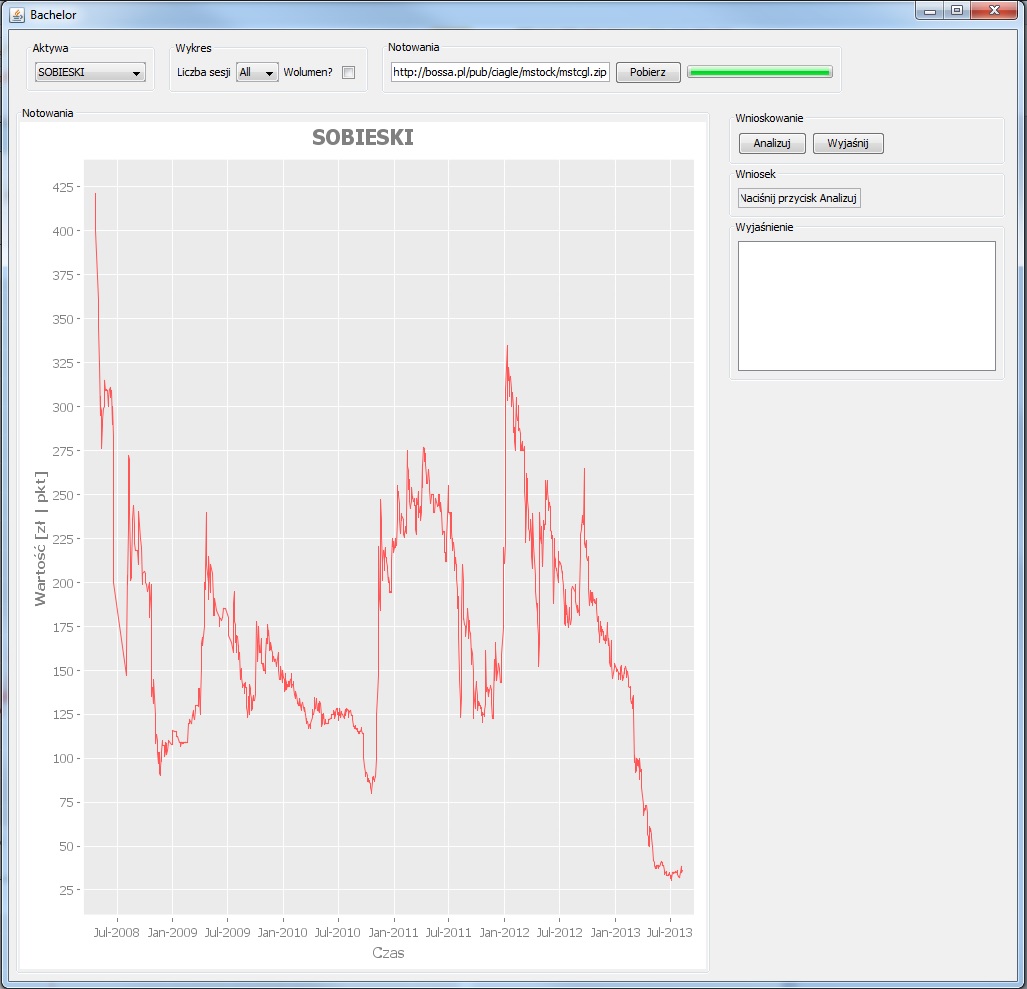 Bachelor
Aktywa
SOBIESKI
Wykres
Liczba sesji All Wolumen?
Notowania
http://bossa.pl/pub/ciagle/mstock/mstcgl.zip Pobierz
Notowania
SOBIESKI
425
400
375
350
325
300
275
250
225
200
175
150
125
100
75
50
25
Wartość [zł | pkt]
Jul-2008 Jan-2009 Jul-2009 Jan-2010 Jul-2010 Jan-2011 Jul-2011 Jan-2012 Jul-2012 Jan-2013 Jul-2013
Czas
Wnioskowanie
Analizuj Wyjaśnij
Wniosek
Naciśnij przycisk Analizuj
Wyjaśnienie